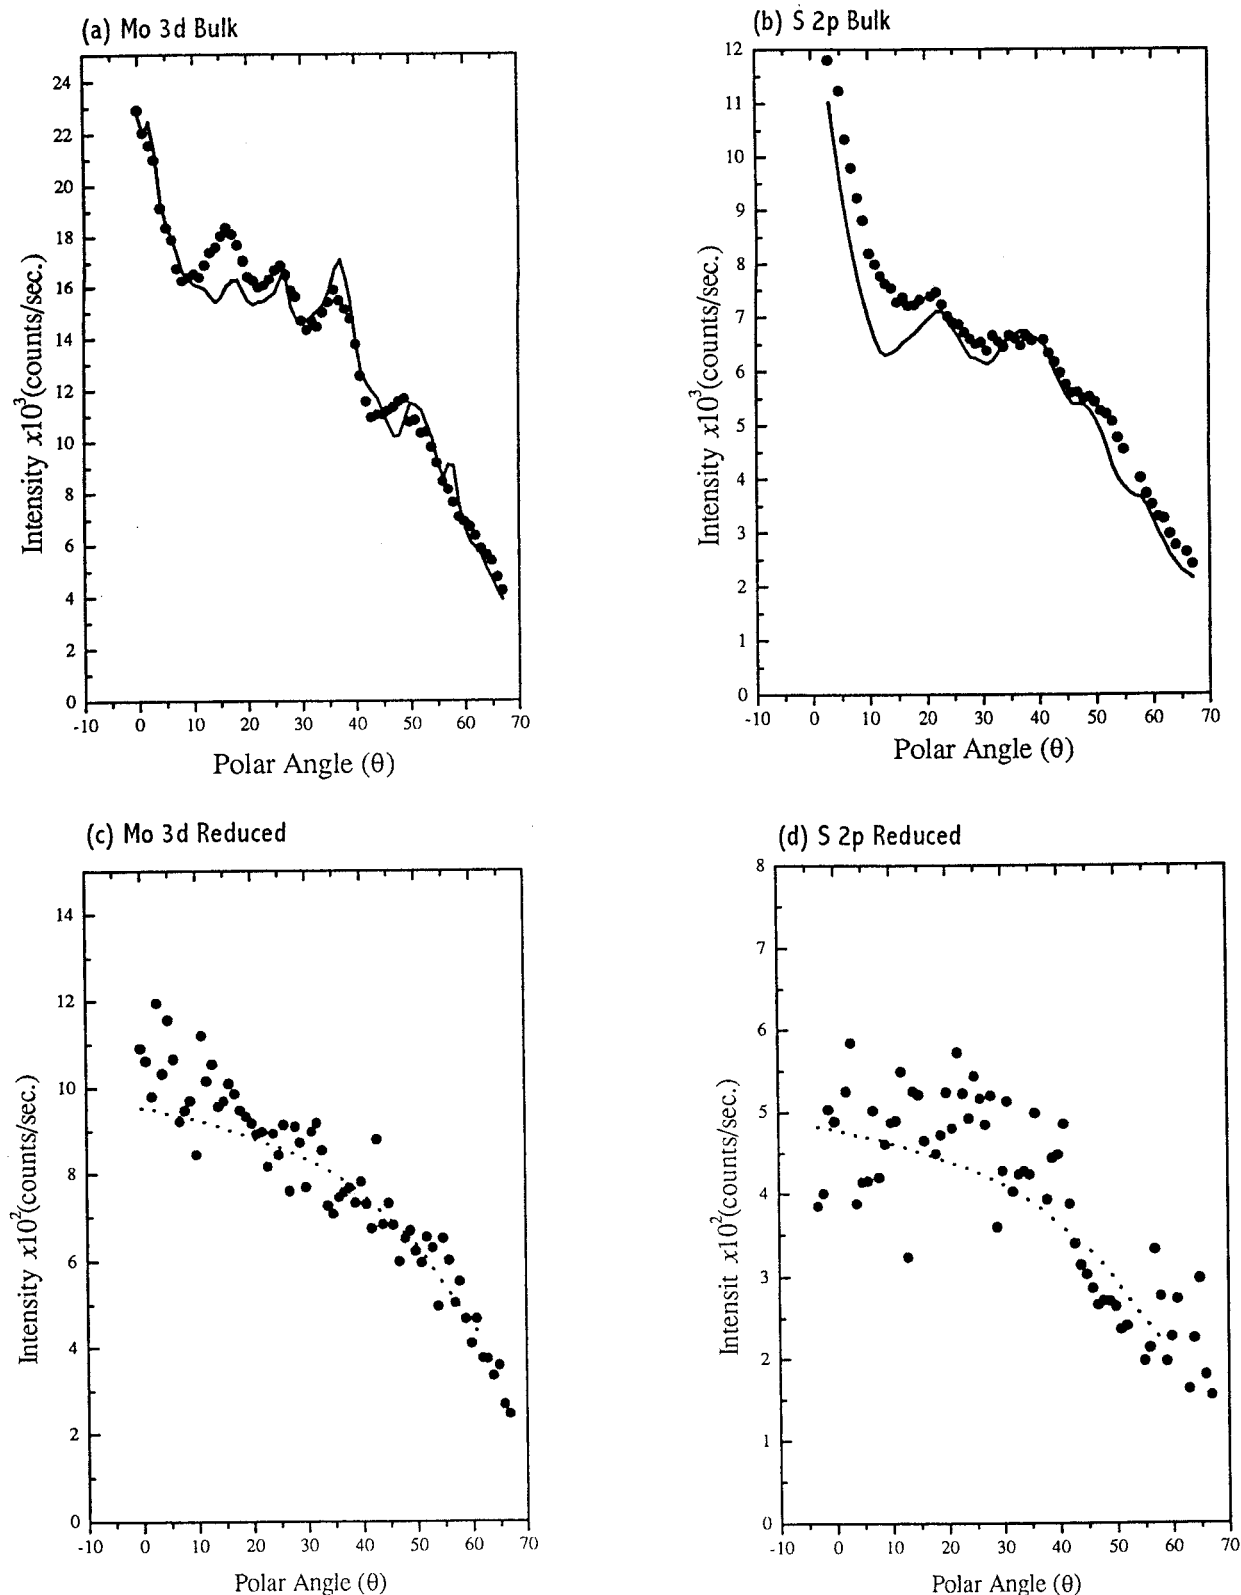 (a) Mo 3d Bulk
24
22
20
18
16
14
12
10
8
6
4
2
0
-10 0 10 20 30 40 50 60 70
Intensity x10³(counts/sec.)
Polar Angle (θ)
(b) S 2p Bulk
12
11
10
9
8
7
6
5
4
3
2
1
0
-10 0 10 20 30 40 50 60 70
Intensity x10³(counts/sec.)
Polar Angle (θ)
(c) Mo 3d Reduced
14
12
10
8
6
4
2
0
-10 0 10 20 30 40 50 60 70
Intensity x10²(counts/sec.)
Polar Angle (θ)
(d) S 2p Reduced
8
7
6
5
4
3
2
1
0
-10 0 10 20 30 40 50 60 70
Intensit x10²(counts/sec.)
Polar Angle (θ)